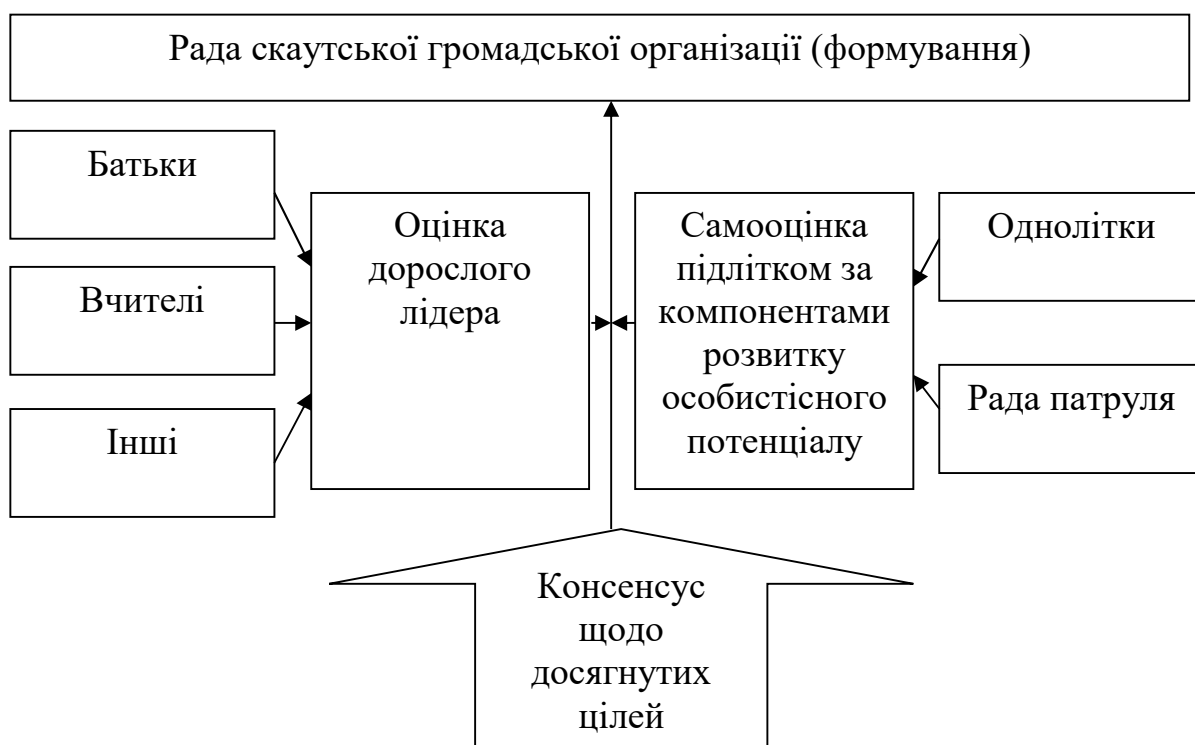 Рада скаутської громадської організації (формування)
Батьки
Вчителі
Інші
Оцінка
дорослого
лідера
Самооцінка
підлітком за
компонентами
розвитку
особистісного
потенціалу
Однолітки
Рада патруля
Консенсус
щодо
досягнутих
цілей